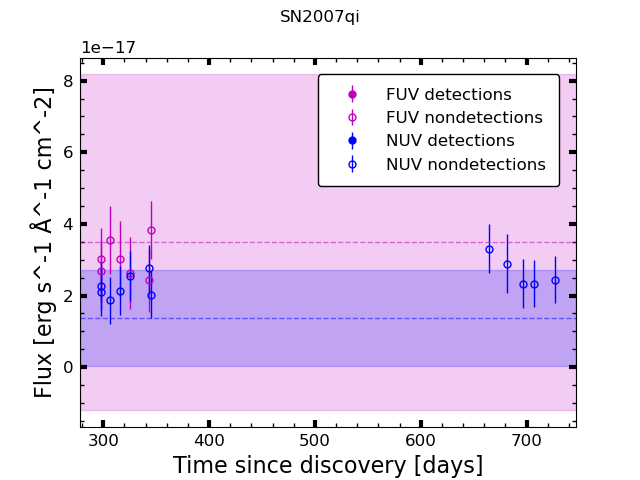 SN2007qi
1e−17
8
6
4
2
0
Flux [erg s^-1 Å^-1 cm^-2]
FUV detections
FUV nondetections
NUV detections
NUV nondetections
300 400 500 600 700
Time since discovery [days]